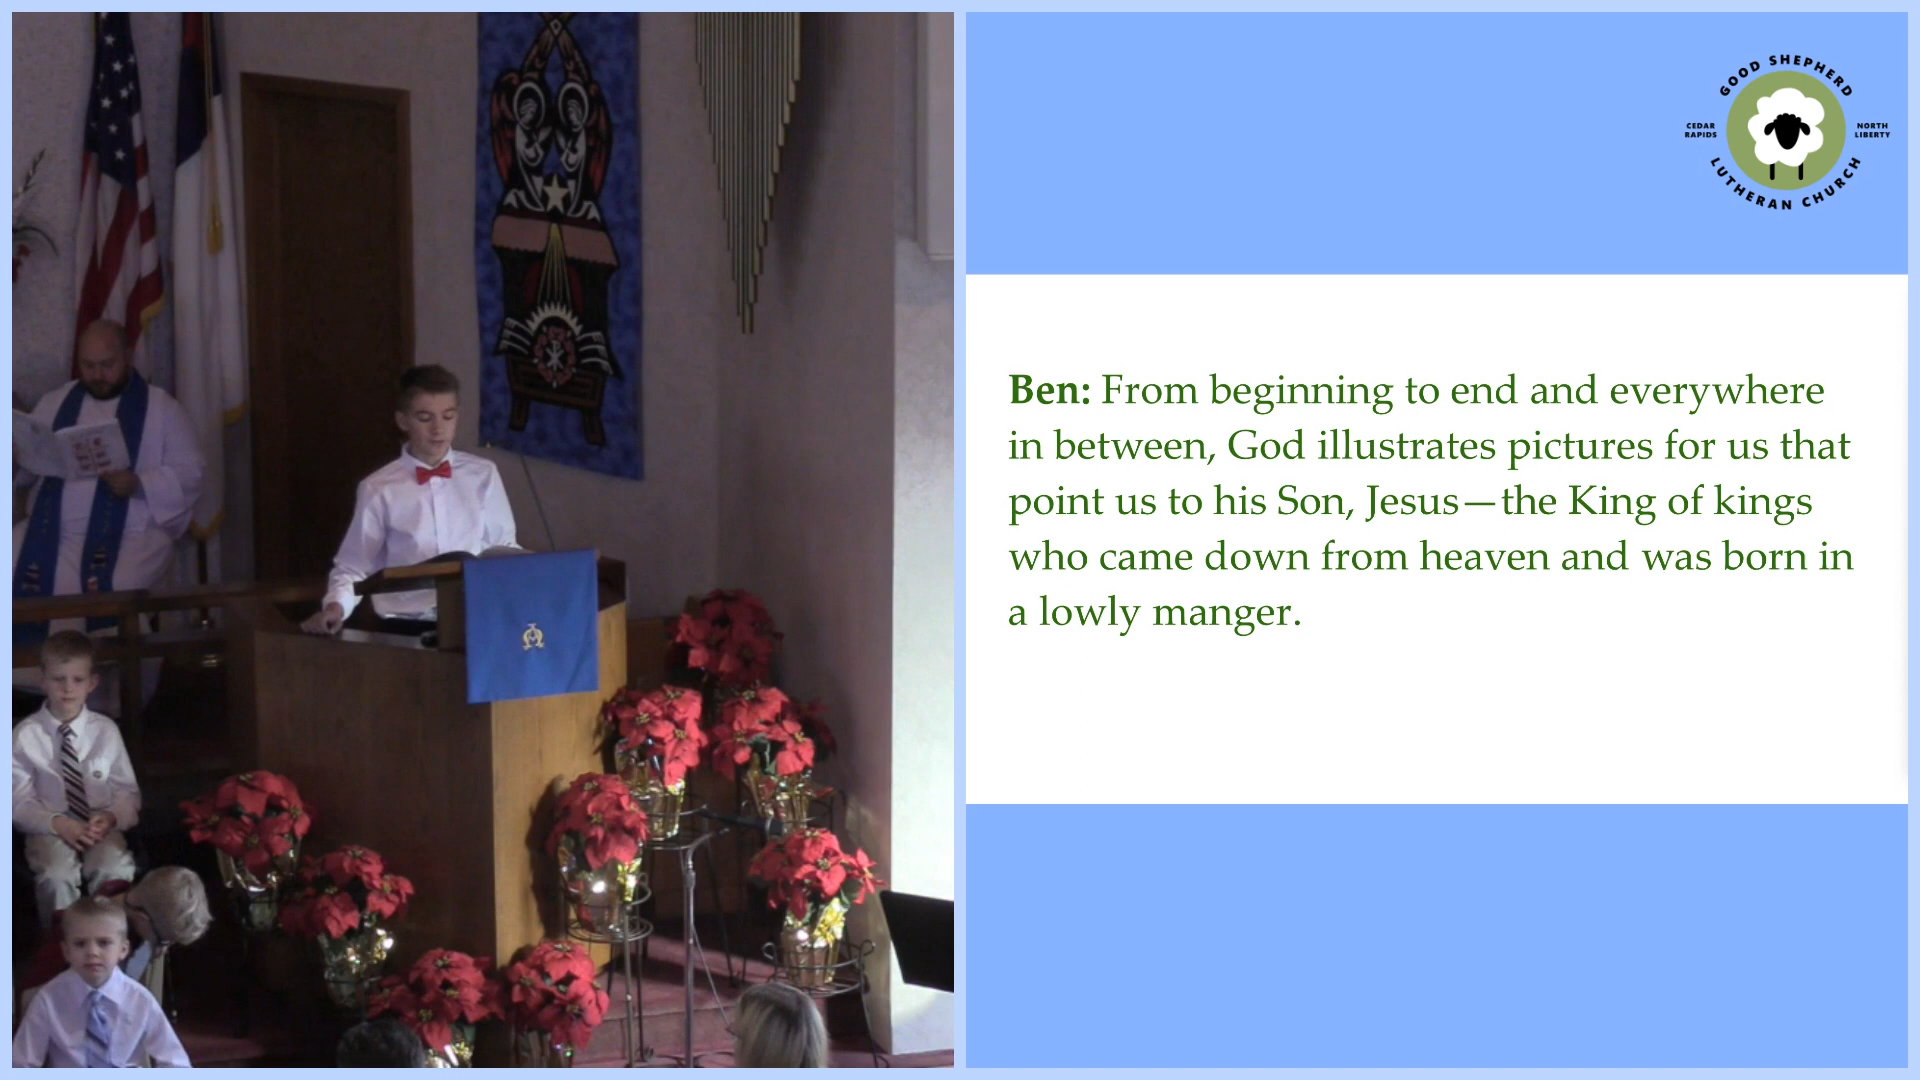 GOOD SHEPHERD
CEDAR
RAPIDS
NORTH
LIBERTY
LUTHERAN CHURCH
Ben: From beginning to end and everywhere
in between, God illustrates pictures for us that
point us to his Son, Jesus—the King of kings
who came down from heaven and was born in
a lowly manger.